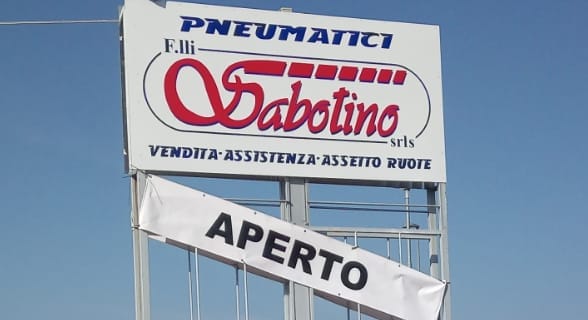 PNEUMATICI
F.lli
Sabotino
srls
VENDITA-ASSISTENZA-ASSETTO RUOTE
APERTO